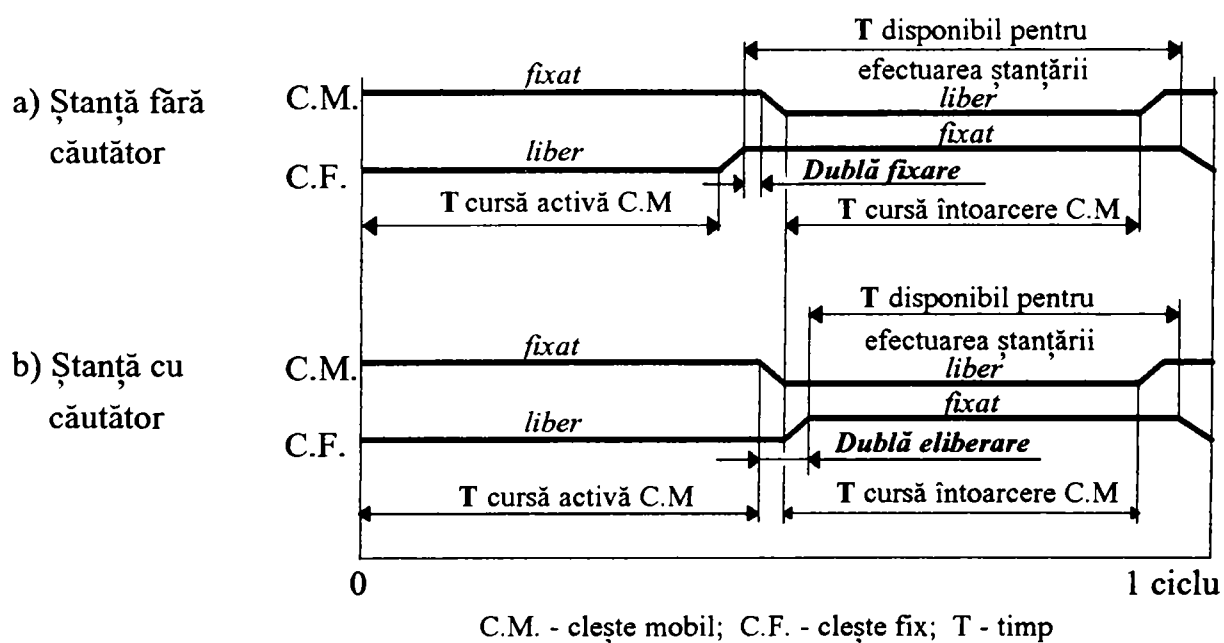 T disponibil pentru
efectuarea ștanțării
a) Ștanță fără
căutător
C.M.
fixat
liber
C.F.
liber
fixat
Dublă fixare
T cursă activă C.M
T cursă întoarcere C.M
T disponibil pentru
efectuarea ștanțării
b) Ștanță cu
căutător
C.M.
fixat
liber
C.F.
liber
fixat
Dublă eliberare
T cursă activă C.M
T cursă întoarcere C.M
0
1 ciclu
C.M. - clește mobil; C.F. - clește fix; T - timp